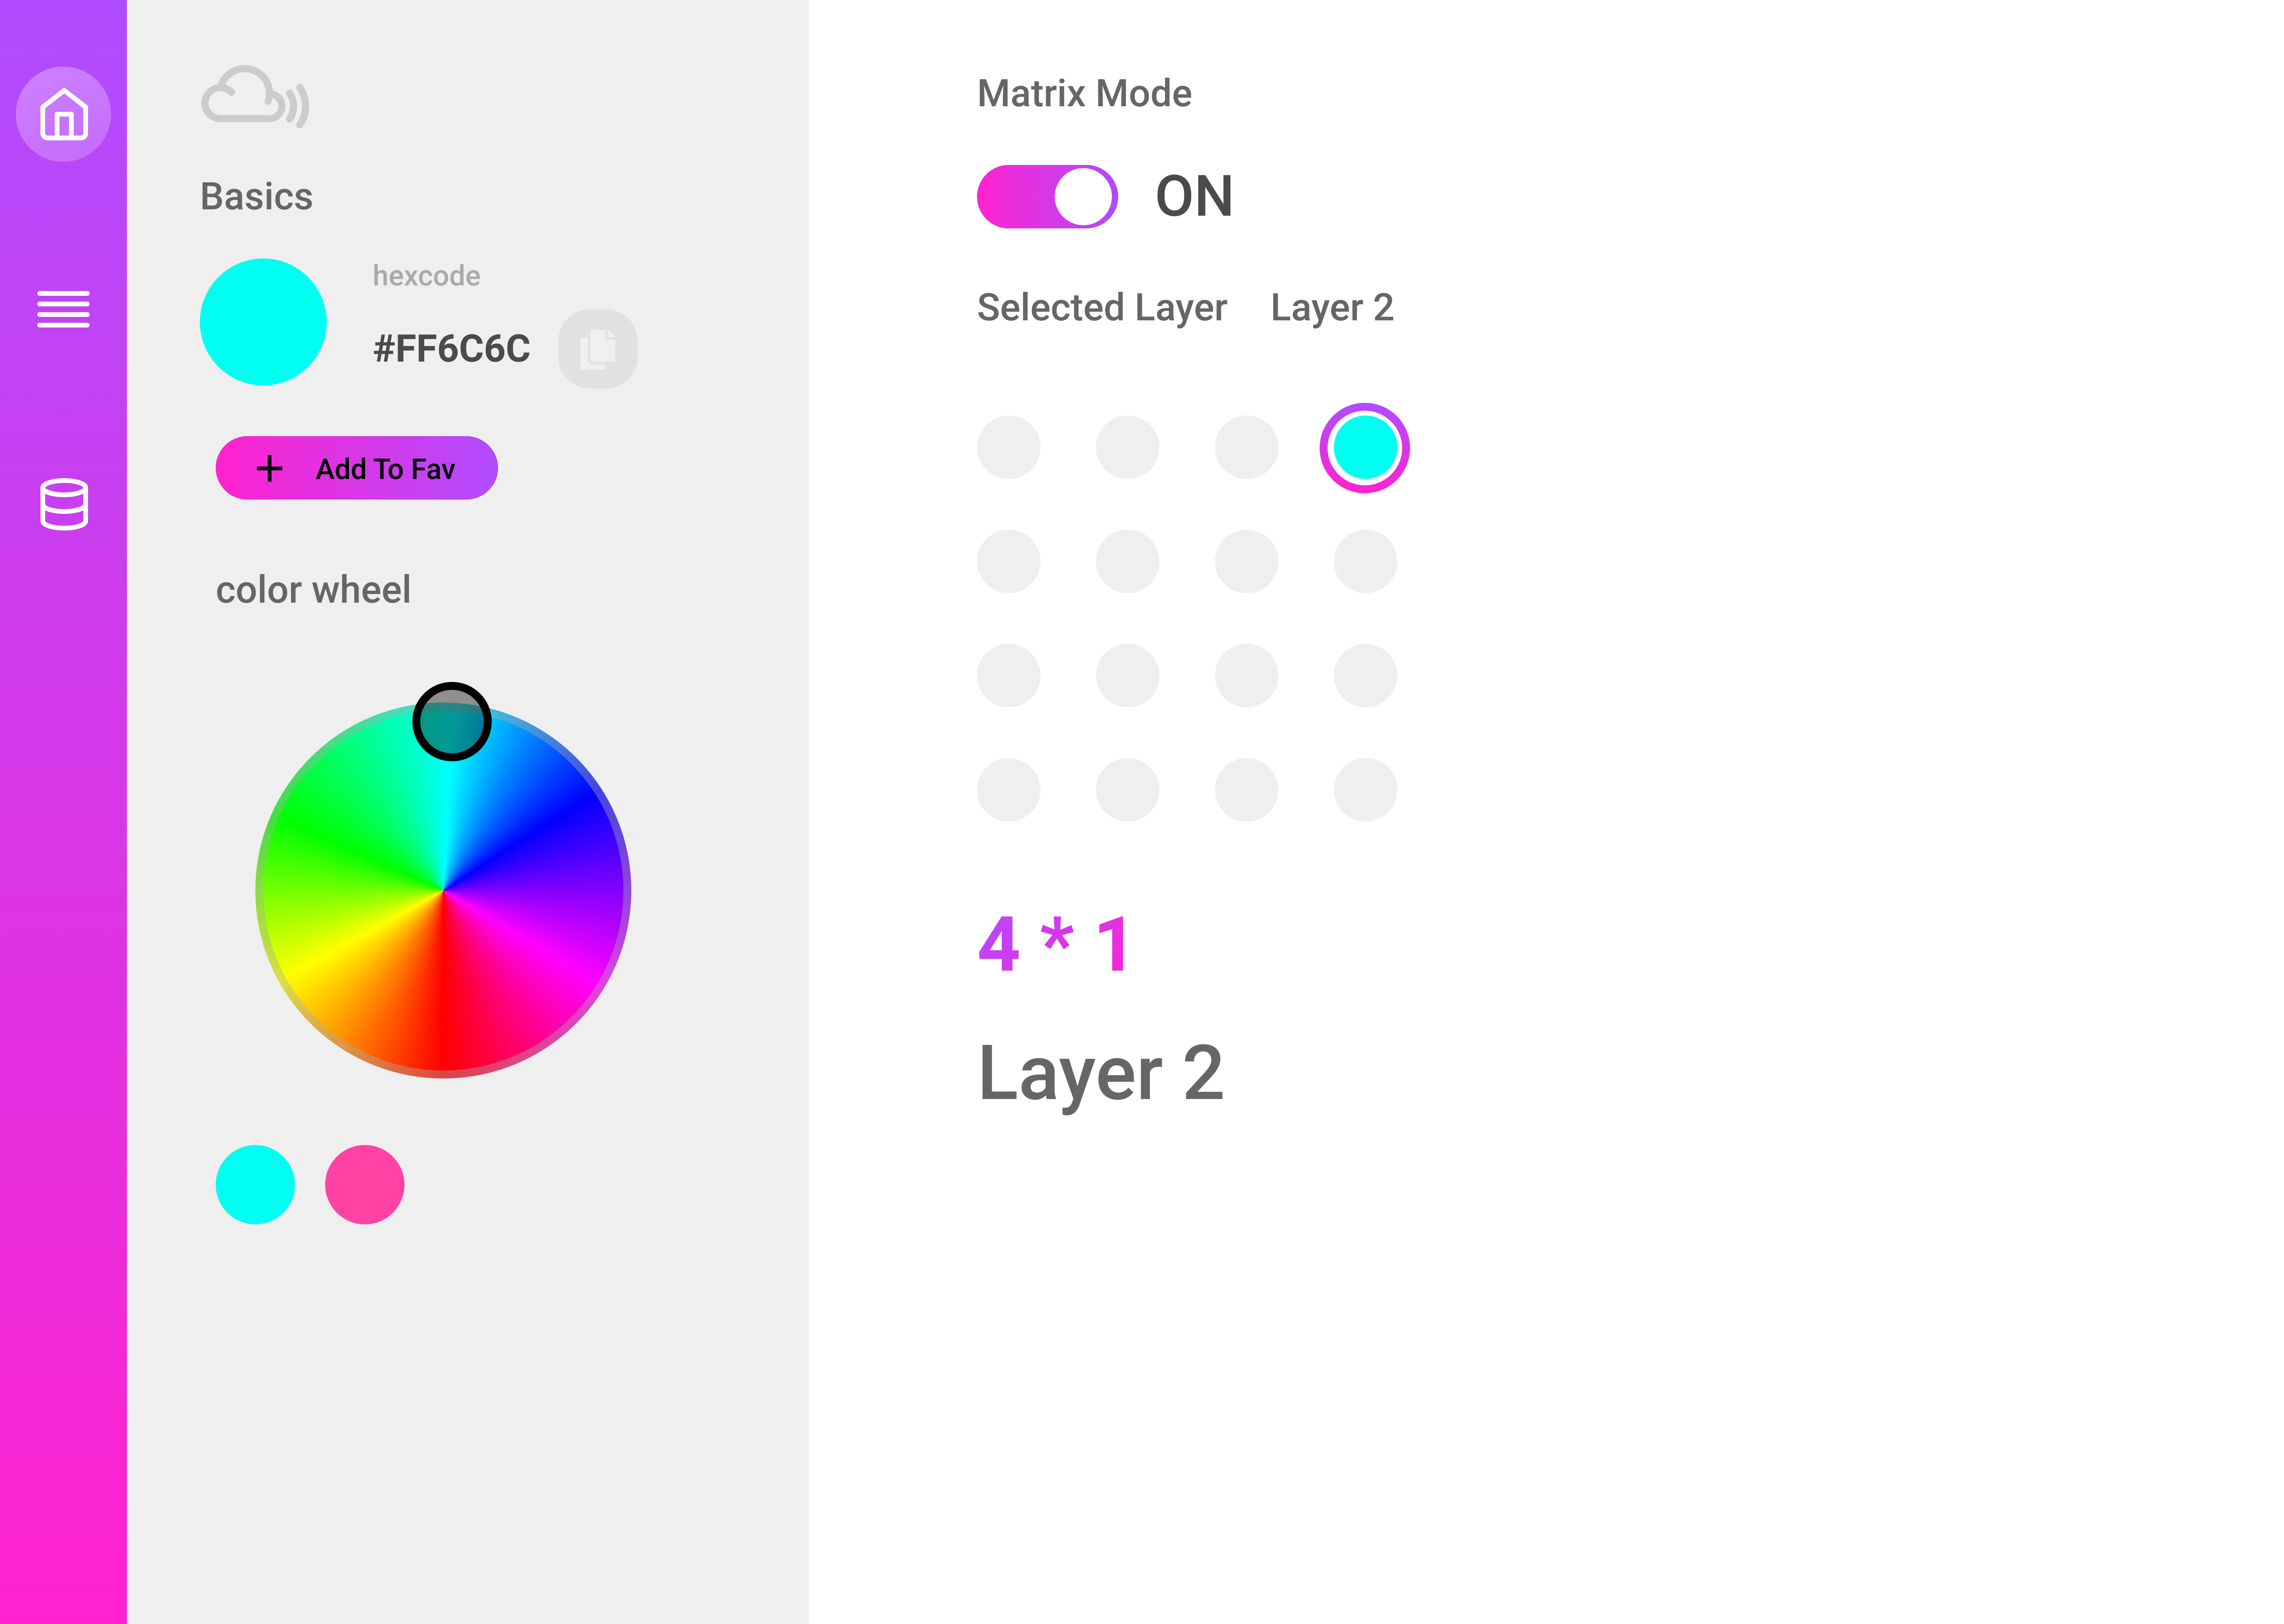 Basics
hexcode
#FF6C6C
+ Add To Fav
color wheel
Matrix Mode
ON
Selected Layer Layer 2
4 * 1
Layer 2